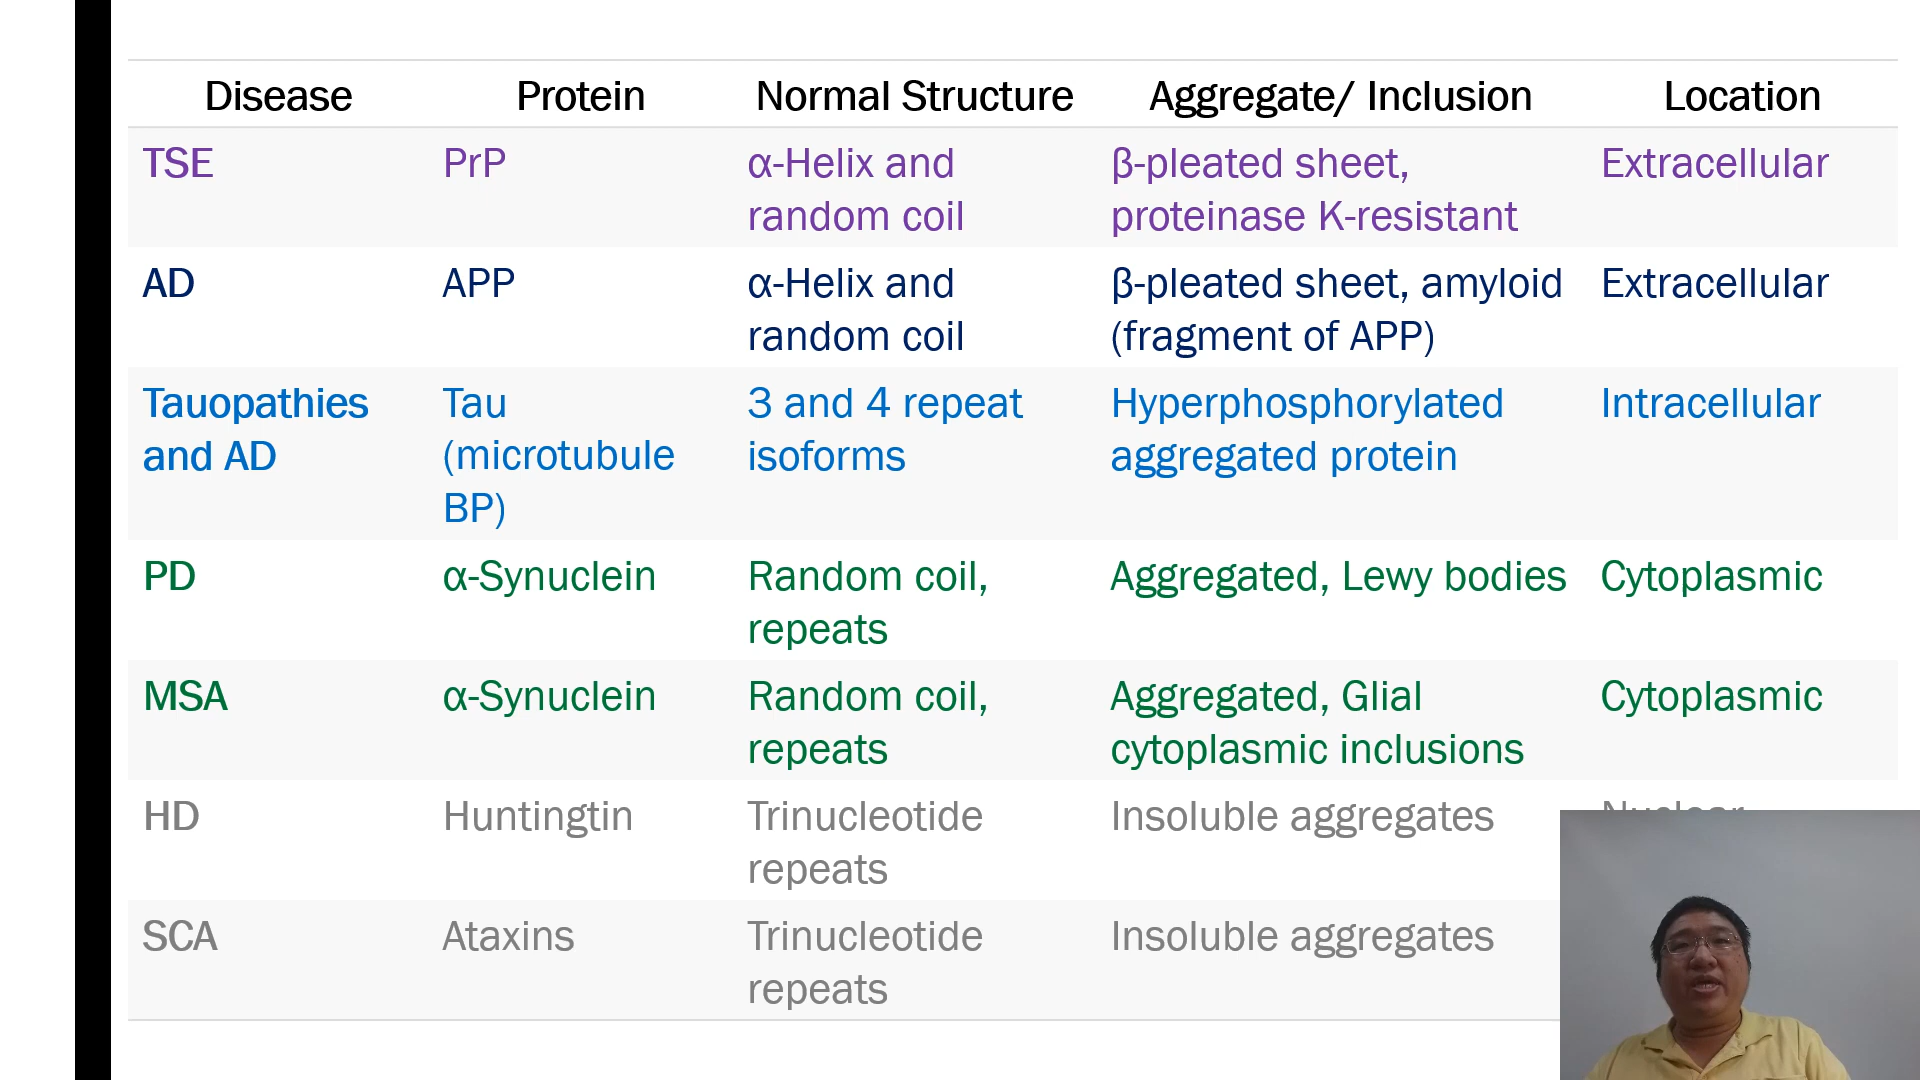 Disease Protein Normal Structure Aggregate/ Inclusion Location
TSE PrP α-Helix and β-pleated sheet, Extracellular
random coil proteinase K-resistant
AD APP α-Helix and β-pleated sheet, amyloid Extracellular
random coil (fragment of APP)
Tauopathies Tau 3 and 4 repeat Hyperphosphorylated Intracellular
and AD (microtubule isoforms aggregated protein
BP)
PD α-Synuclein Random coil, Aggregated, Lewy bodies Cytoplasmic
repeats
MSA α-Synuclein Random coil, Aggregated, Glial Cytoplasmic
repeats cytoplasmic inclusions
HD Huntingtin Trinucleotide Insoluble aggregates Nuclear
repeats
SCA Ataxins Trinucleotide Insoluble aggregates
repeats